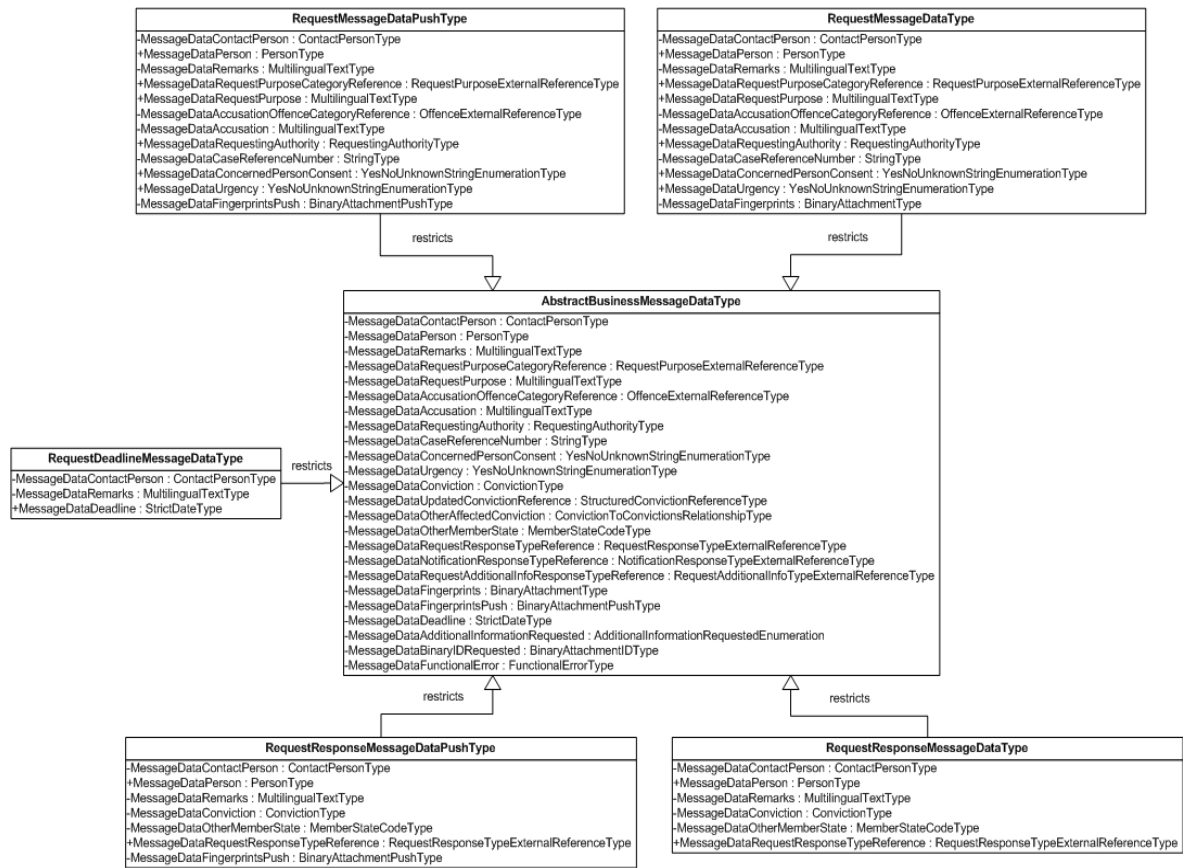 RequestMessageDataPushType
-MessageDataContactPerson : ContactPersonType
+MessageDataPerson : PersonType
-MessageDataRemarks : MultilingualTextType
+MessageDataRequestPurposeCategoryReference : RequestPurposeExternalReferenceType
+MessageDataRequestPurpose : MultilingualTextType
-MessageDataAccusationOffenceCategoryReference : OffenceExternalReferenceType
-MessageDataAccusation : MultilingualTextType
+MessageDataRequestingAuthority : RequestingAuthorityType
-MessageDataCaseReferenceNumber : StringType
+MessageDataConcernedPersonConsent : YesNoUnknownStringEnumerationType
+MessageDataUrgency : YesNoUnknownStringEnumerationType
-MessageDataFingerprintsPush : BinaryAttachmentPushType
RequestMessageDataType
-MessageDataContactPerson : ContactPersonType
+MessageDataPerson : PersonType
-MessageDataRemarks : MultilingualTextType
+MessageDataRequestPurposeCategoryReference : RequestPurposeExternalReferenceType
+MessageDataRequestPurpose : MultilingualTextType
-MessageDataAccusationOffenceCategoryReference : OffenceExternalReferenceType
-MessageDataAccusation : MultilingualTextType
+MessageDataRequestingAuthority : RequestingAuthorityType
-MessageDataCaseReferenceNumber : StringType
+MessageDataConcernedPersonConsent : YesNoUnknownStringEnumerationType
+MessageDataUrgency : YesNoUnknownStringEnumerationType
-MessageDataFingerprints : BinaryAttachmentType
restricts
restricts
AbstractBusinessMessageDataType
-MessageDataContactPerson : ContactPersonType
-MessageDataPerson : PersonType
-MessageDataRemarks : MultilingualTextType
-MessageDataRequestPurposeCategoryReference : RequestPurposeExternalReferenceType
-MessageDataRequestPurpose : MultilingualTextType
-MessageDataAccusationOffenceCategoryReference : OffenceExternalReferenceType
-MessageDataAccusation : MultilingualTextType
-MessageDataRequestingAuthority : RequestingAuthorityType
-MessageDataCaseReferenceNumber : StringType
-MessageDataConcernedPersonConsent : YesNoUnknownStringEnumerationType
-MessageDataUrgency : YesNoUnknownStringEnumerationType
-MessageDataConviction : ConvictionType
-MessageDataUpdatedConvictionReference : StructuredConvictionReferenceType
-MessageDataOtherAffectedConviction : ConvictionToConvictionsRelationshipType
-MessageDataOtherMemberState : MemberStateCodeType
-MessageDataRequestResponseTypeReference : RequestResponseTypeExternalReferenceType
-MessageDataNotificationResponseTypeReference : NotificationResponseTypeExternalReferenceType
-MessageDataRequestAdditionalInfoResponseTypeReference : RequestAdditionalInfoTypeExternalReferenceType
-MessageDataFingerprints : BinaryAttachmentType
-MessageDataFingerprintsPush : BinaryAttachmentPushType
-MessageDataDeadline : StrictDateType
-MessageDataAdditionalInformationRequested : AdditionalInformationRequestedEnumeration
-MessageDataBinaryIDRequested : BinaryAttachmentIDType
-MessageDataFunctionalError : FunctionalErrorType
RequestDeadlineMessageDataType
-MessageDataContactPerson : ContactPersonType
-MessageDataRemarks : MultilingualTextType
+MessageDataDeadline : StrictDateType
restricts
restricts
restricts
RequestResponseMessageDataPushType
-MessageDataContactPerson : ContactPersonType
+MessageDataPerson : PersonType
-MessageDataRemarks : MultilingualTextType
-MessageDataConviction : ConvictionType
-MessageDataOtherMemberState : MemberStateCodeType
+MessageDataRequestResponseTypeReference : RequestResponseTypeExternalReferenceType
-MessageDataFingerprintsPush : BinaryAttachmentPushType
RequestResponseMessageDataType
-MessageDataContactPerson : ContactPersonType
+MessageDataPerson : PersonType
-MessageDataRemarks : MultilingualTextType
-MessageDataConviction : ConvictionType
-MessageDataOtherMemberState : MemberStateCodeType
+MessageDataRequestResponseTypeReference : RequestResponseTypeExternalReferenceType